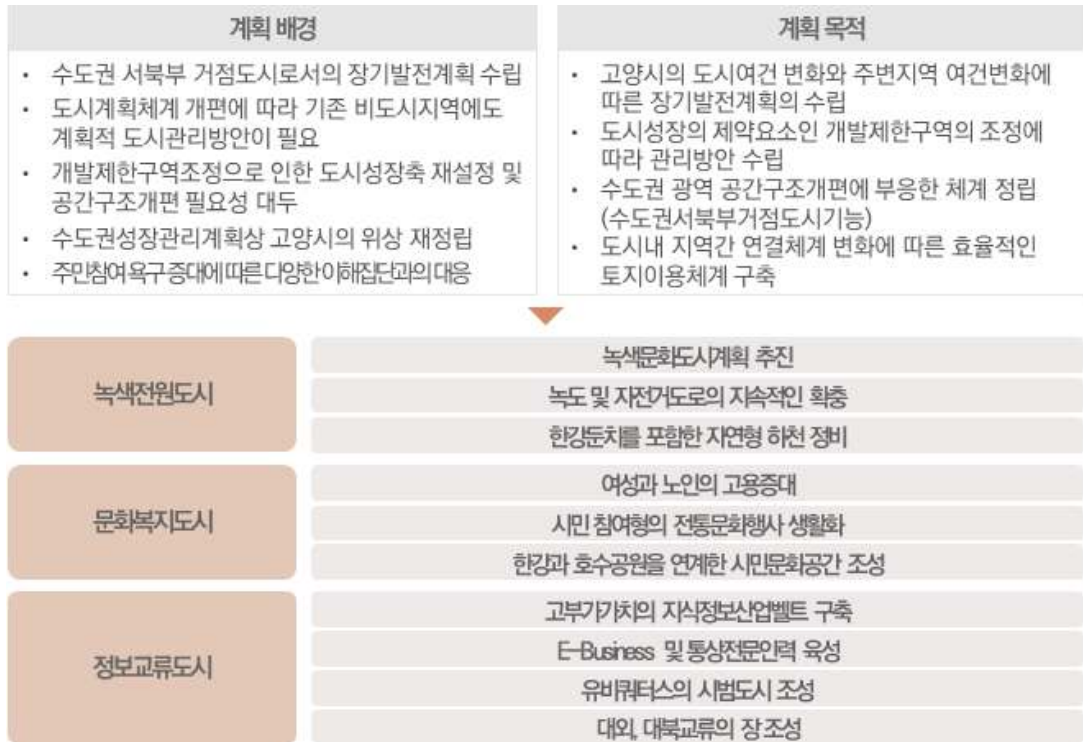 계획 배경
• 수도권 서북부 거점도시로서의 장기발전계획 수립
• 도시계획체계 개편에 따라 기존 비도시지역에도
계획적 도시관리방안이 필요
• 개발제한구역조정으로 인한 도시성장축 재설정 및
공간구조개편 필요성 대두
• 수도권성장관리계획상 고양시의 위상 재정립
• 주민참여 욕구 증대에 따른 다양한 이해집단과의 대응
계획 목적
• 고양시의 도시여건 변화와 주변지역 여건변화에
따른 장기발전계획의 수립
• 도시성장의 제약요소인 개발제한구역의 조정에
따라 관리방안 수립
• 수도권 광역 공간구조개편에 부응한 체계 정립
(수도권서북부거점도시기능)
• 도시내 지역간 연결체계 변화에 따른 효율적인
토지이용체계 구축
녹색전원도시
녹색문화도시계획 추진
녹도 및 자전거도로의 지속적인 확충
한강둔치를 포함한 자연형 하천 정비
문화복지도시
여성과 노인의 고용증대
시민 참여형의 전통문화행사 생활화
한강과 호수공원을 연계한 시민문화공간 조성
정보교류도시
고부가가치의 지식정보산업벨트 구축
E-Business 및 통상전문인력 육성
유비쿼터스의 시범도시 조성
대외, 대북교류의 장 조성